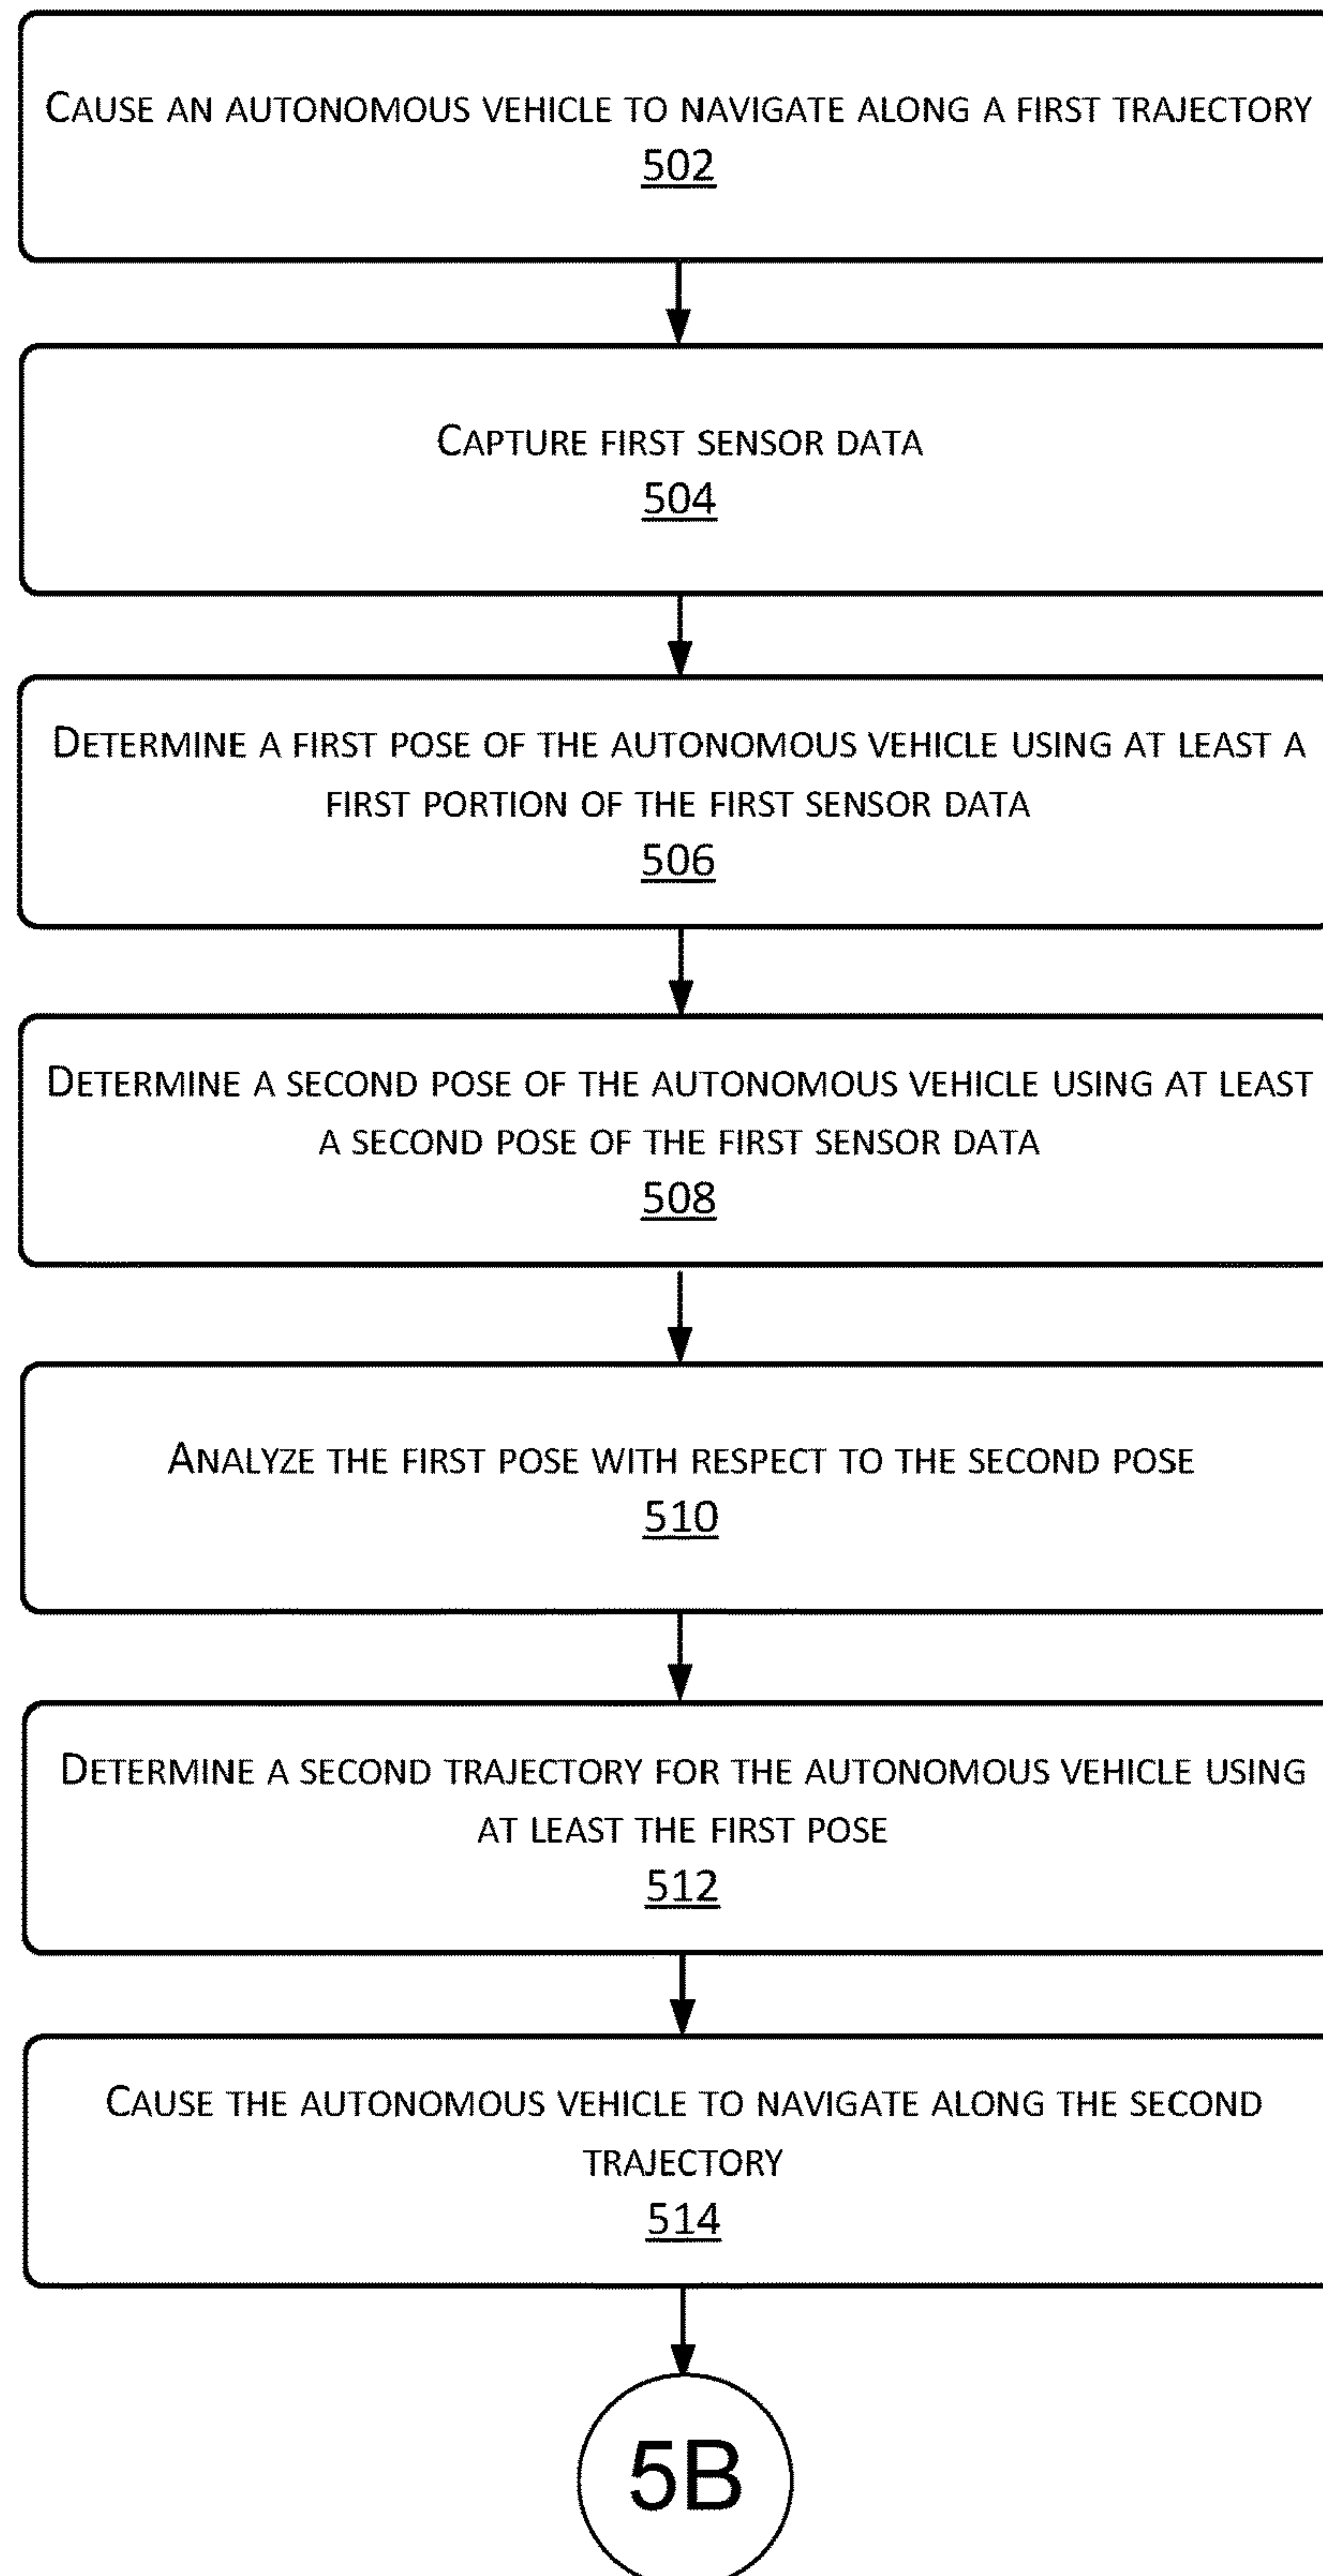 CAUSE AN AUTONOMOUS VEHICLE TO NAVIGATE ALONG A FIRST TRAJECTORY
502
CAPTURE FIRST SENSOR DATA
504
DETERMINE A FIRST POSE OF THE AUTONOMOUS VEHICLE USING AT LEAST A
FIRST PORTION OF THE FIRST SENSOR DATA
506
DETERMINE A SECOND POSE OF THE AUTONOMOUS VEHICLE USING AT LEAST
A SECOND POSE OF THE FIRST SENSOR DATA
508
ANALYZE THE FIRST POSE WITH RESPECT TO THE SECOND POSE
510
DETERMINE A SECOND TRAJECTORY FOR THE AUTONOMOUS VEHICLE USING
AT LEAST THE FIRST POSE
512
CAUSE THE AUTONOMOUS VEHICLE TO NAVIGATE ALONG THE SECOND
TRAJECTORY
514
5B